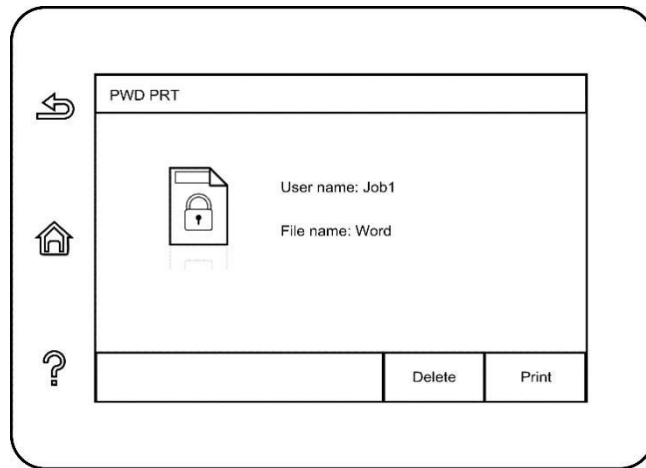 PWD PRT
User name: Job1
File name: Word
Delete
Print